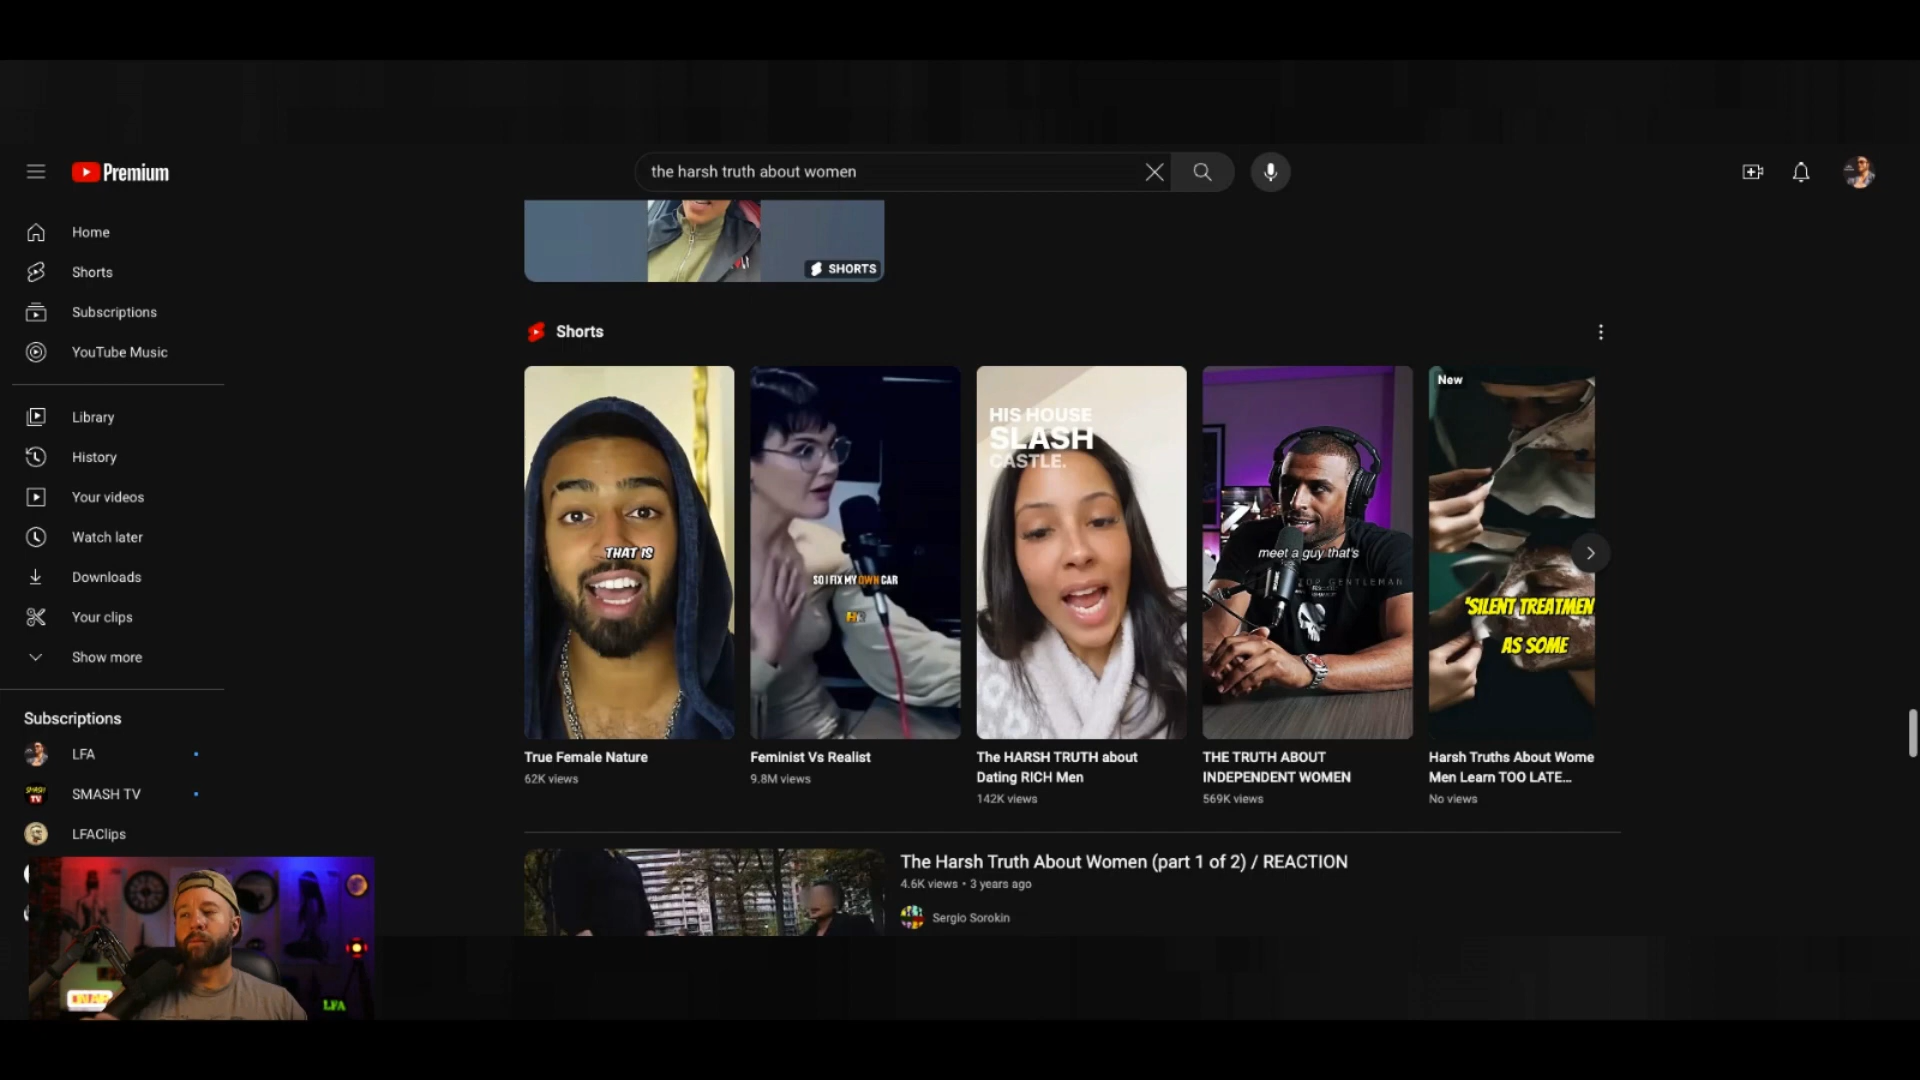 Premium
the harsh truth about women
Home
Shorts
Subscriptions
YouTube Music
Library
History
Your videos
Watch later
Downloads
Your clips
Show more
Subscriptions
LFA
SMASH TV
LFAClips
SHORTS
Shorts
THAT IS
True Female Nature
62K views
SO I FIX MY OWN CAR
Feminist Vs Realist
9.8M views
HIS HOUSE
SLASH
CASTLE.
The HARSH TRUTH about
Dating RICH Men
142K views
meet a guy that's
TOP GENTLEMAN
THE TRUTH ABOUT
INDEPENDENT WOMEN
569K views
New
'SILENT TREATMEN
AS SOME
Harsh Truths About Wome
Men Learn TOO LATE...
No views
The Harsh Truth About Women (part 1 of 2) / REACTION
4.6K views • 3 years ago
Sergio Sorokin
LFA